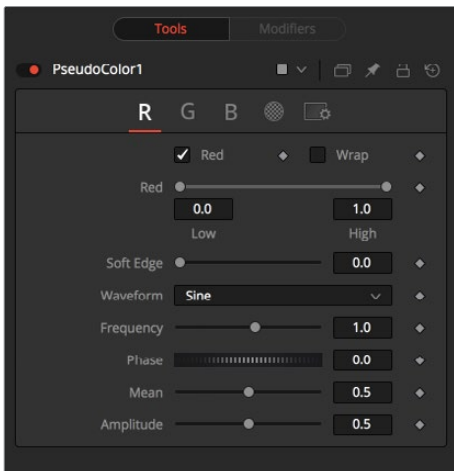 Tools Modifiers
PseudoColor1
R G B
Red Wrap
Red
0.0 1.0
Low High
Soft Edge 0.0
Waveform Sine
Frequency 1.0
Phase 0.0
Mean 0.5
Amplitude 0.5